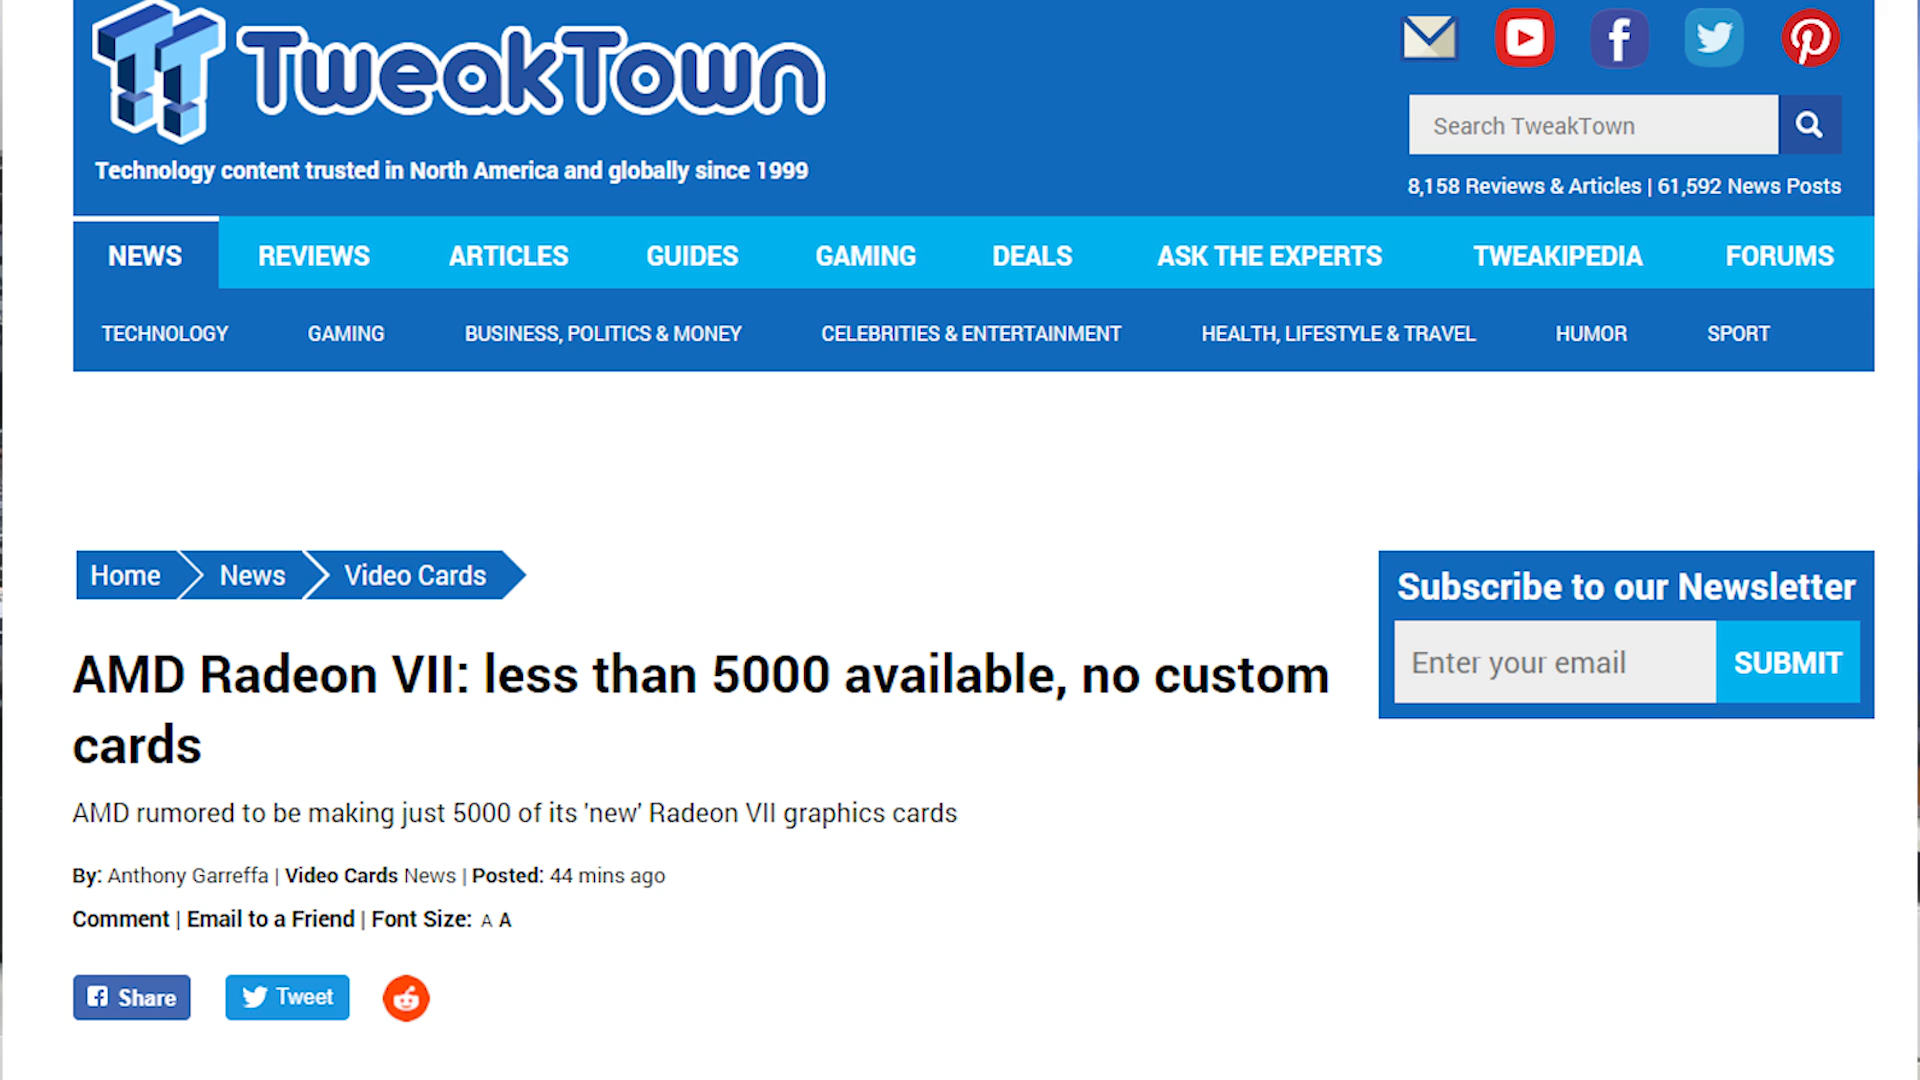 TweakTown
Technology content trusted in North America and globally since 1999
Search TweakTown
8,158 Reviews & Articles | 61,592 News Posts
NEWS REVIEWS ARTICLES GUIDES GAMING DEALS ASK THE EXPERTS TWEAKIPEDIA FORUMS
TECHNOLOGY GAMING BUSINESS, POLITICS & MONEY CELEBRITIES & ENTERTAINMENT HEALTH, LIFESTYLE & TRAVEL HUMOR SPORT
Home News Video Cards
Subscribe to our Newsletter
Enter your email SUBMIT
AMD Radeon VII: less than 5000 available, no custom
cards
AMD rumored to be making just 5000 of its 'new' Radeon VII graphics cards
By: Anthony Garreffa | Video Cards News | Posted: 44 mins ago
Comment | Email to a Friend | Font Size: A A
Share Tweet